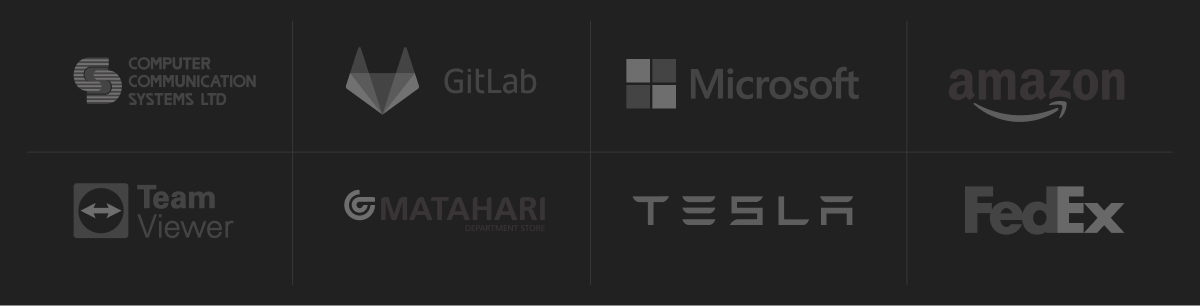 COMPUTER
COMMUNICATION
SYSTEMS LTD
GitLab
Microsoft
amazon
Team
Viewer
MATAHARI
DEPARTMENT STORE
TESLA
FedEx